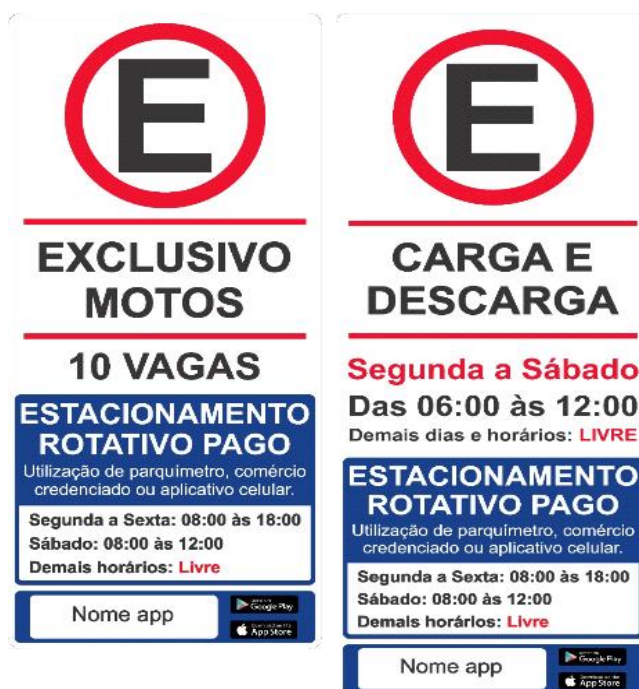 E
EXCLUSIVO
MOTOS
10 VAGAS
ESTACIONAMENTO
ROTATIVO PAGO
Utilização de parquímetro, comércio
credenciado ou aplicativo celular.
Segunda a Sexta: 08:00 às 18:00
Sábado: 08:00 às 12:00
Demais horários: Livre
Nome app
Google Play
App Store
E
CARGA E
DESCARGA
Segunda a Sábado
Das 06:00 às 12:00
Demais dias e horários: LIVRE
ESTACIONAMENTO
ROTATIVO PAGO
Utilização de parquímetro, comércio
credenciado ou aplicativo celular.
Segunda a Sexta: 08:00 às 18:00
Sábado: 08:00 às 12:00
Demais horários: Livre
Nome app
Google Play
App Store